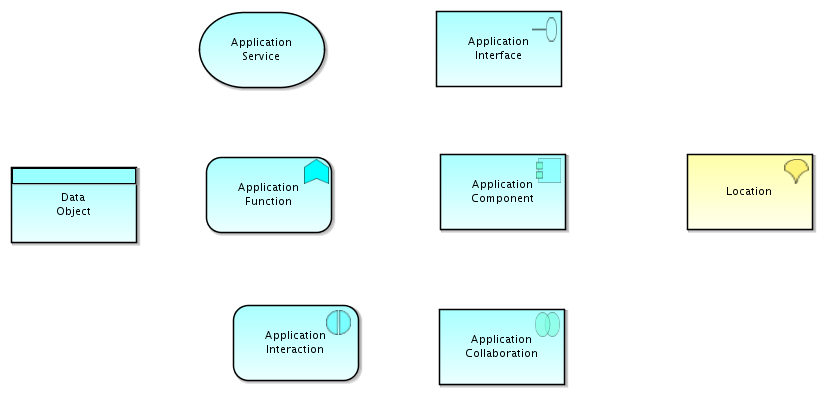 Application
Service
Application
Interface
Data
Object
Application
Function
Application
Component
Location
Application
Interaction
Application
Collaboration